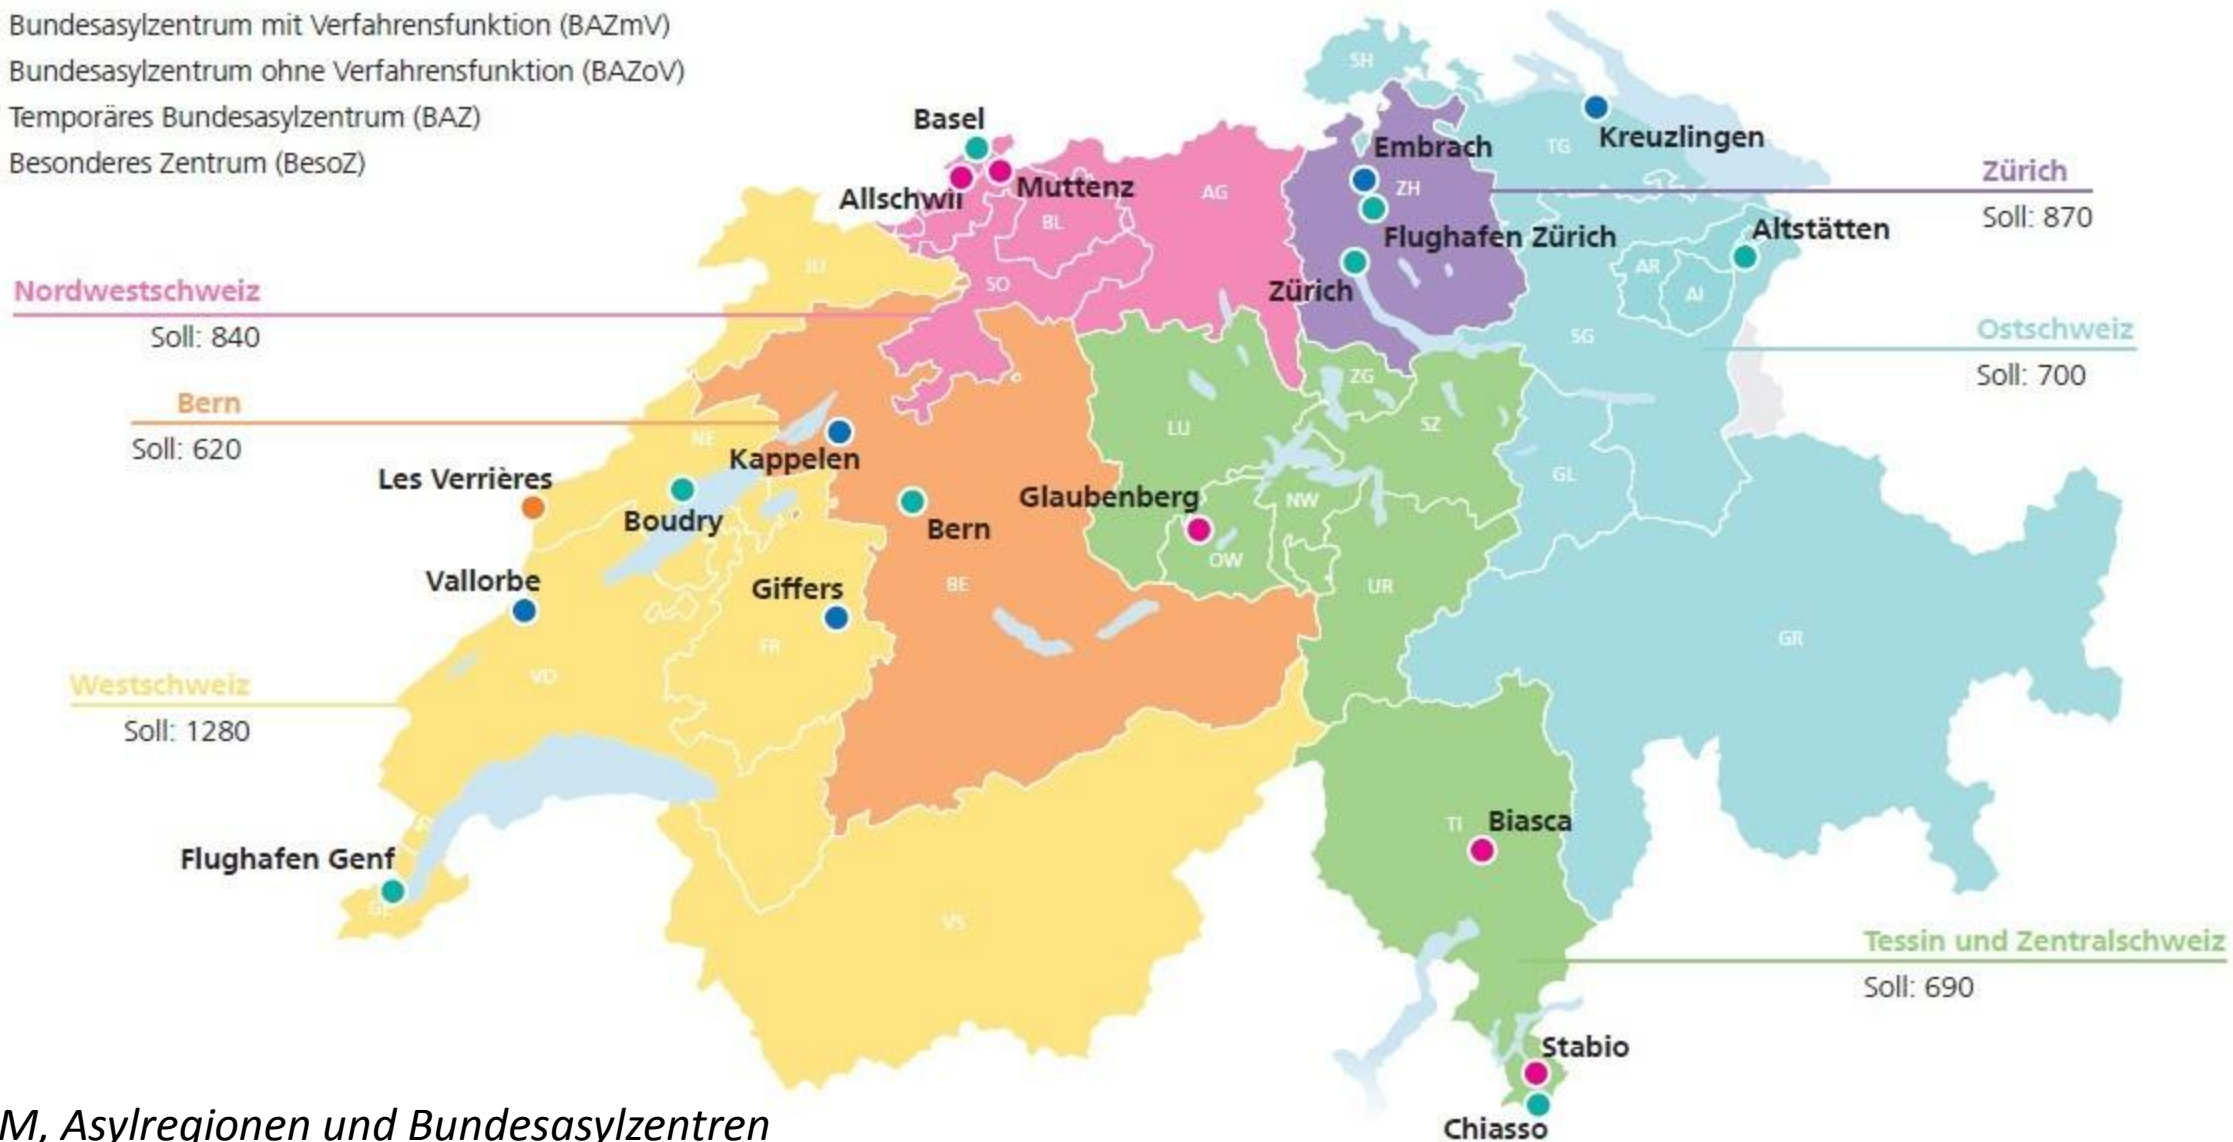 Bundesasylzentrum mit Verfahrensfunktion (BAZmV)
Bundesasylzentrum ohne Verfahrensfunktion (BAZoV)
Temporäres Bundesasylzentrum (BAZ)
Besonderes Zentrum (BesoZ)
SH
Basel
Kreuzlingen
Embrach
TG
Zürich
Allschwil
Muttenz
AG
ZH
Soll: 870
BL
Flughafen Zürich
Altstätten
JU
AR
AI
Nordwestschweiz
SO
Zürich
Soll: 840
SG
Ostschweiz
Soll: 700
Bern
ZG
Soll: 620
NE
LU
SZ
Kappelen
Les Verrières
GL
Boudry
Glaubenberg
NW
Bern
OW
Vallorbe
Giffers
BE
UR
FR
GR
VD
Westschweiz
Soll: 1280
TI
Biasca
Flughafen Genf
GE
VS
Tessin und Zentralschweiz
Soll: 690
Stabio
Chiasso
M, Asylregionen und Bundesasylzentren